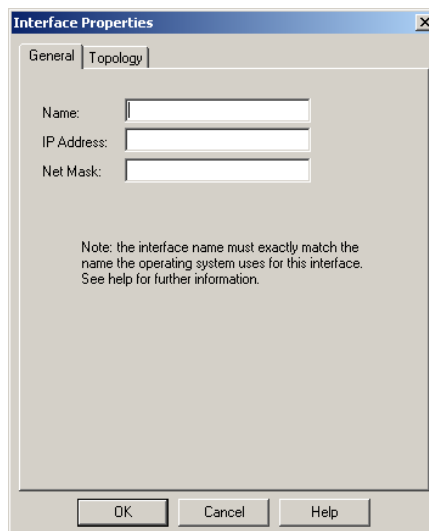 Interface Properties
General Topology
Name:
IP Address:
Net Mask:
Note: the interface name must exactly match the
name the operating system uses for this interface.
See help for further information.
OK Cancel Help